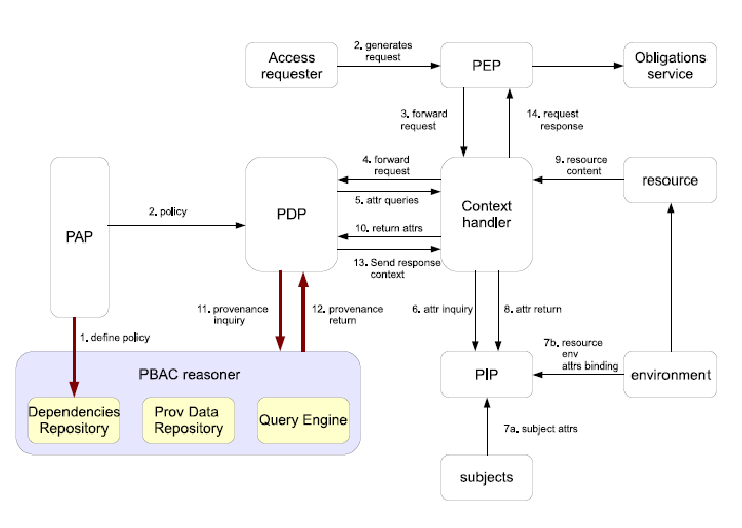 2. generates
request
Access
requester
PEP
Obligations
service
3. forward
request
14. request
response
4. forward
request
9. resource
content
resource
5. attr queries
Context
handler
PDP
2. policy
PAP
10. return attrs
13. Send response
context
11. provenance
inquiry
12. provenance
return
6. attr inquiry
8. attr return
1. define policy
7b. resource
env
attrs binding
PBAC reasoner
PIP
environment
Dependencies
Repository
Prov Data
Repository
Query Engine
7a. subject attrs
subjects